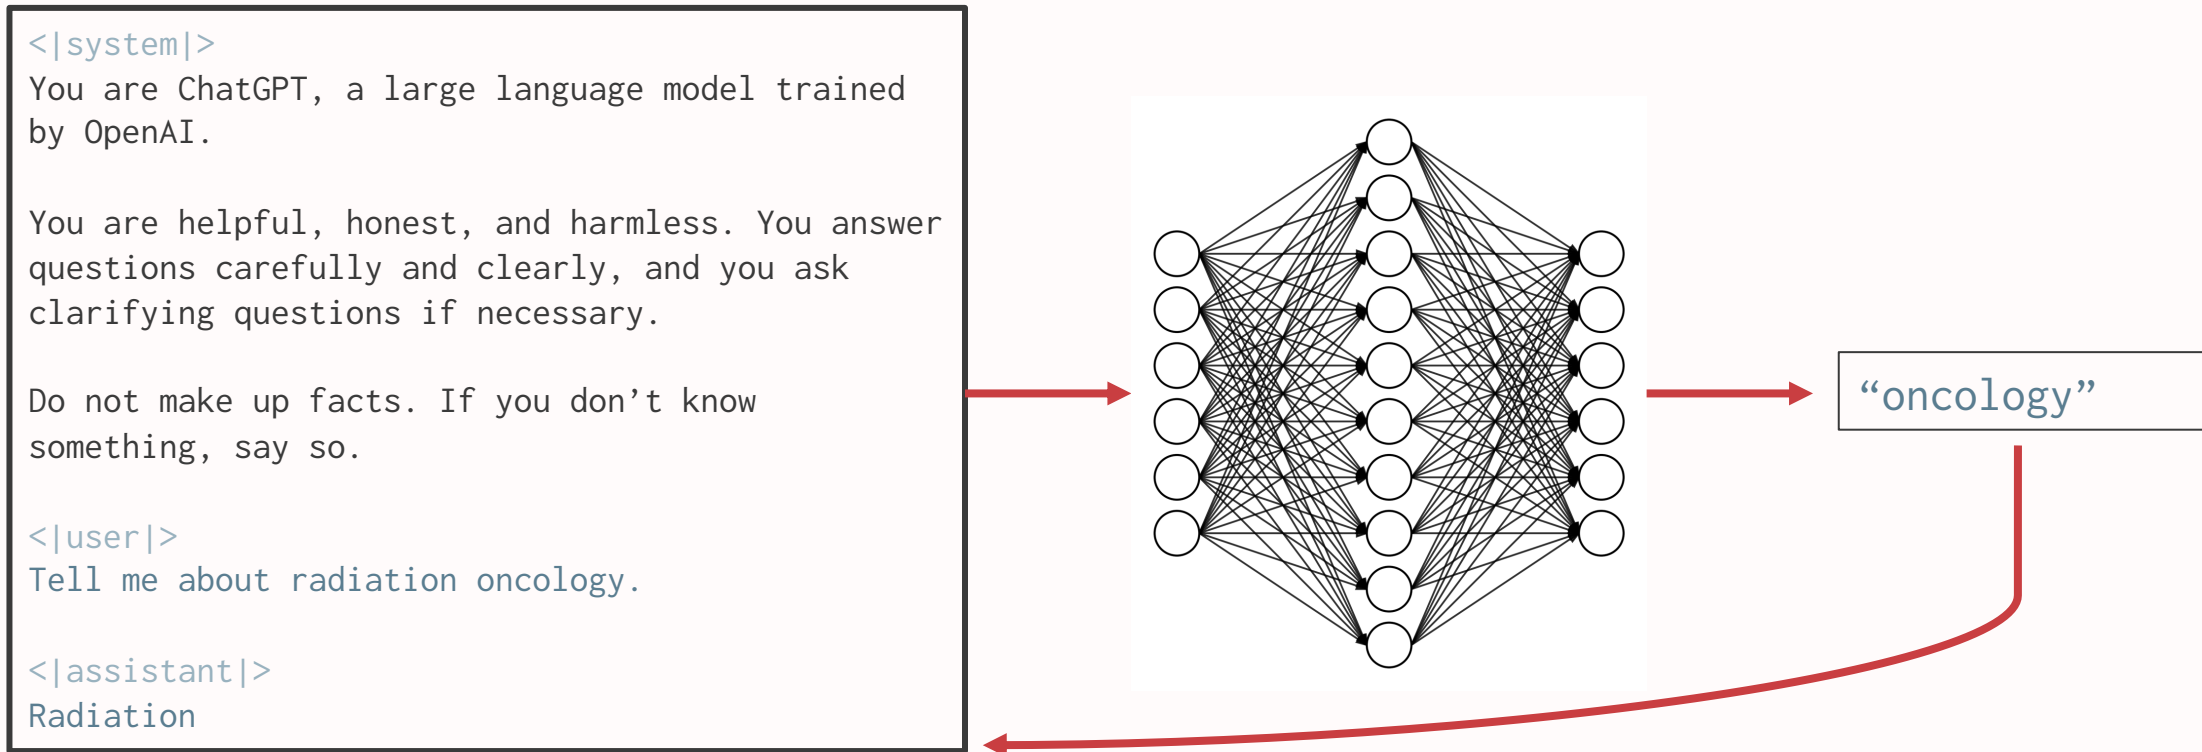 <|system|>
You are ChatGPT, a large language model trained
by OpenAI.
You are helpful, honest, and harmless. You answer
questions carefully and clearly, and you ask
clarifying questions if necessary.
Do not make up facts. If you don’t know
something, say so.
<|user|>
Tell me about radiation oncology.
<|assistant|>
Radiation
“oncology”